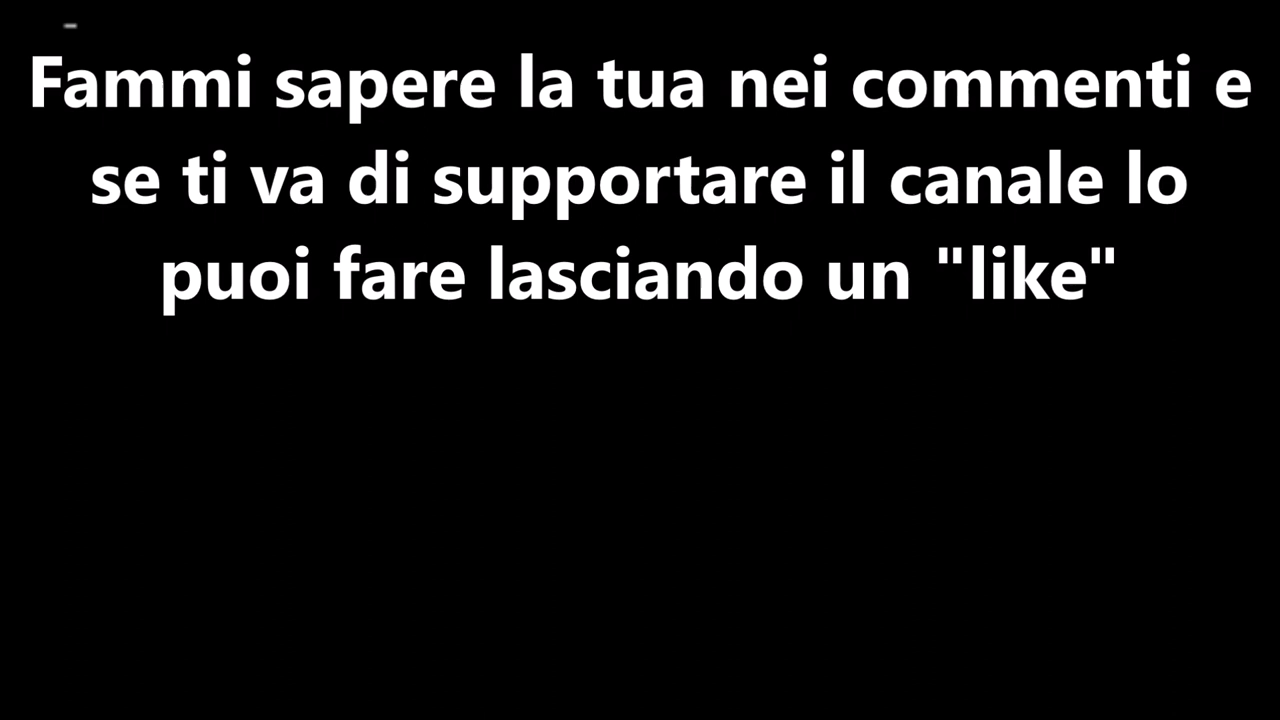 Fammi sapere la tua nei commenti e
se ti va di supportare il canale lo
puoi fare lasciando un "like"